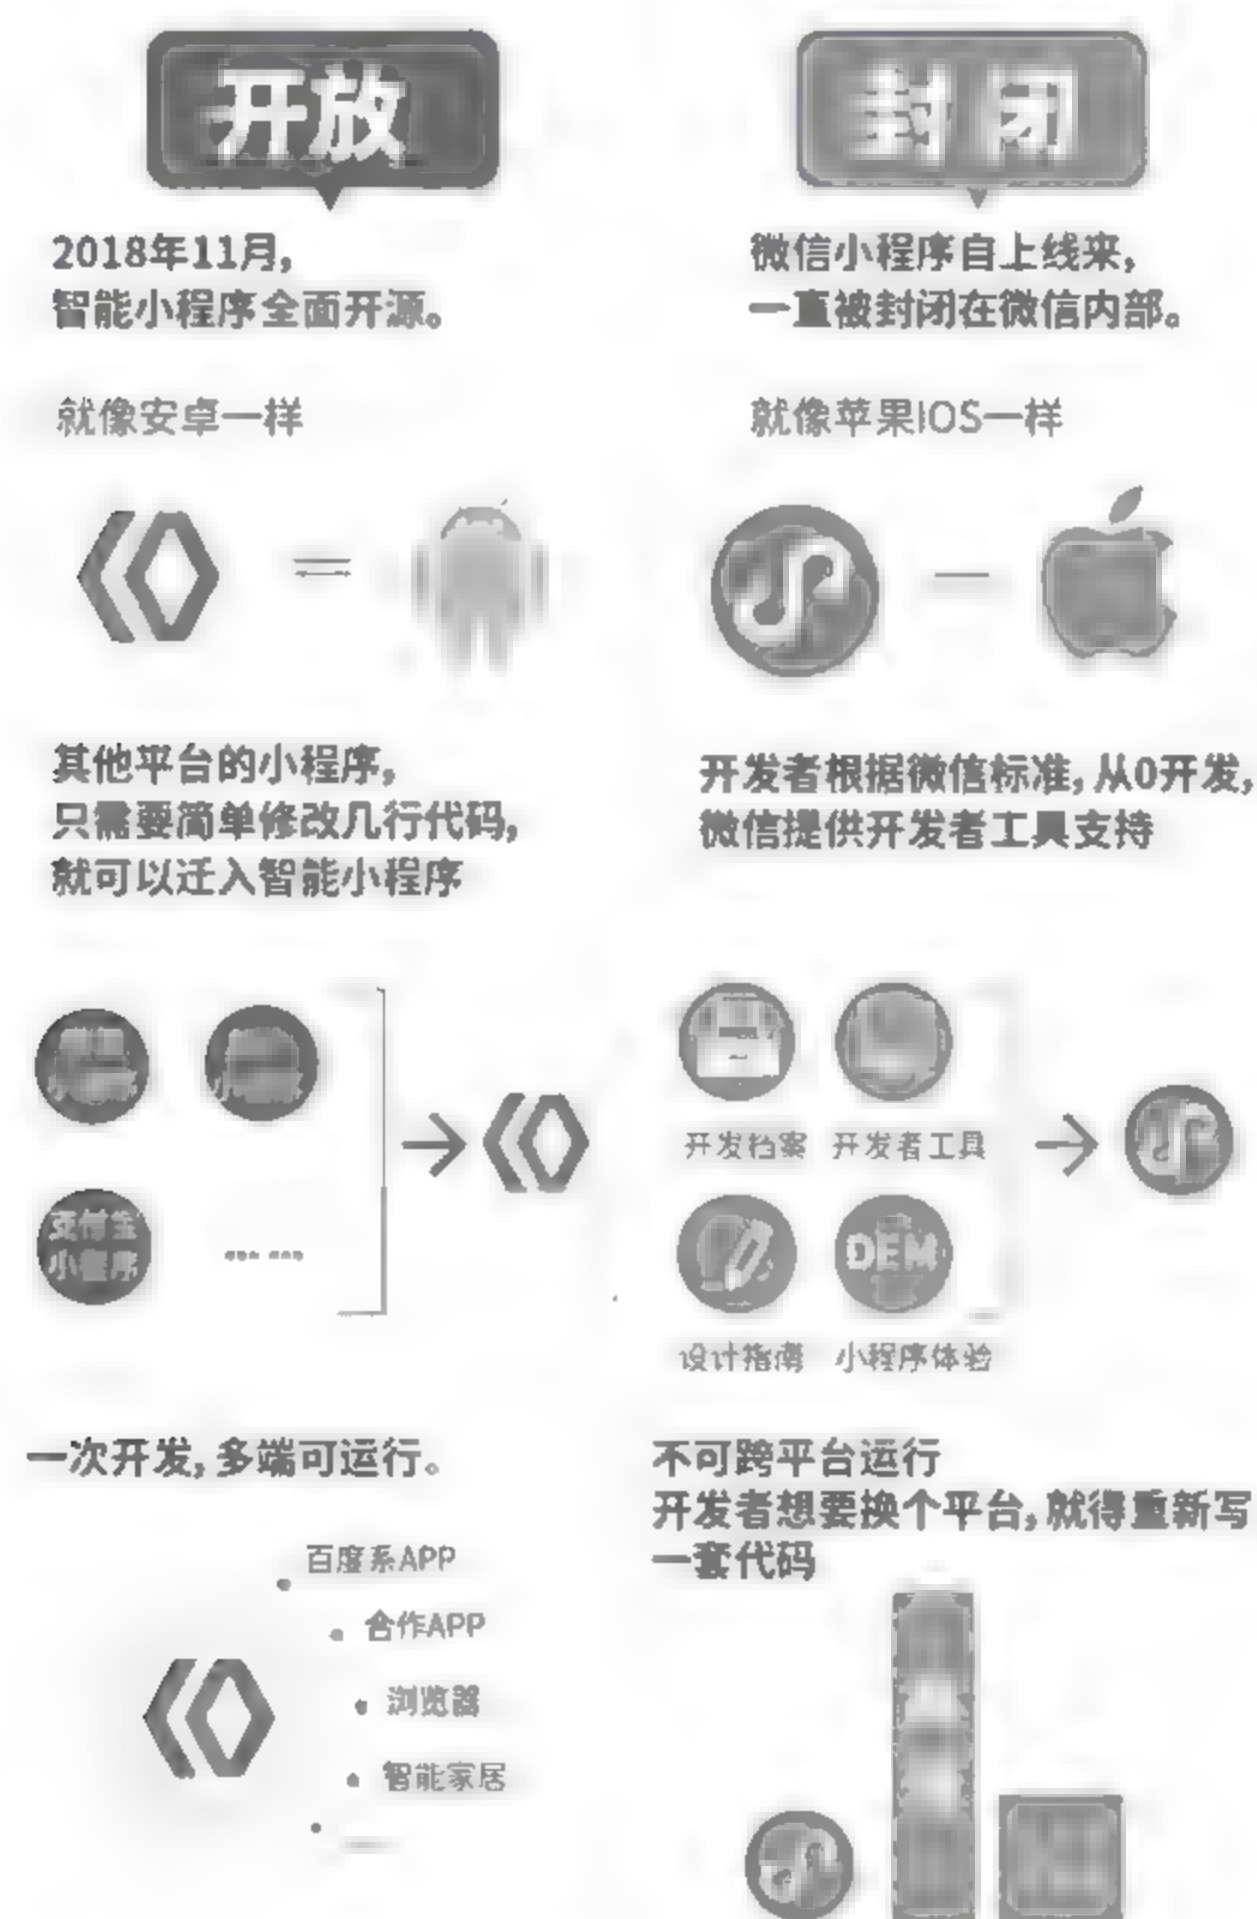 开放
2018年11月,
智能小程序全面开源。
就像安卓一样
其他平台的小程序,
只需要简单修改几行代码,
就可以迁入智能小程序
支付宝
小程序
一次开发,多端可运行。
百度系APP
合作APP
浏览器
智能家居
封闭
微信小程序自上线来,
一直被封闭在微信内部。
就像苹果IOS一样
开发者根据微信标准,从0开发,
微信提供开发者工具支持
开发档案
开发者工具
DEM
设计指南
小程序体验
不可跨平台运行
开发者想要换个平台,就得重新写
一套代码